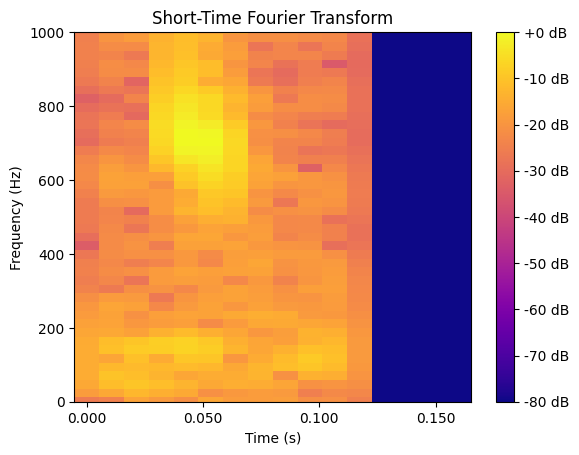 Short-Time Fourier Transform
Frequency (Hz)
1000
800
600
400
200
0
0.000
0.050
0.100
0.150
Time (s)
+0 dB
-10 dB
-20 dB
-30 dB
-40 dB
-50 dB
-60 dB
-70 dB
-80 dB